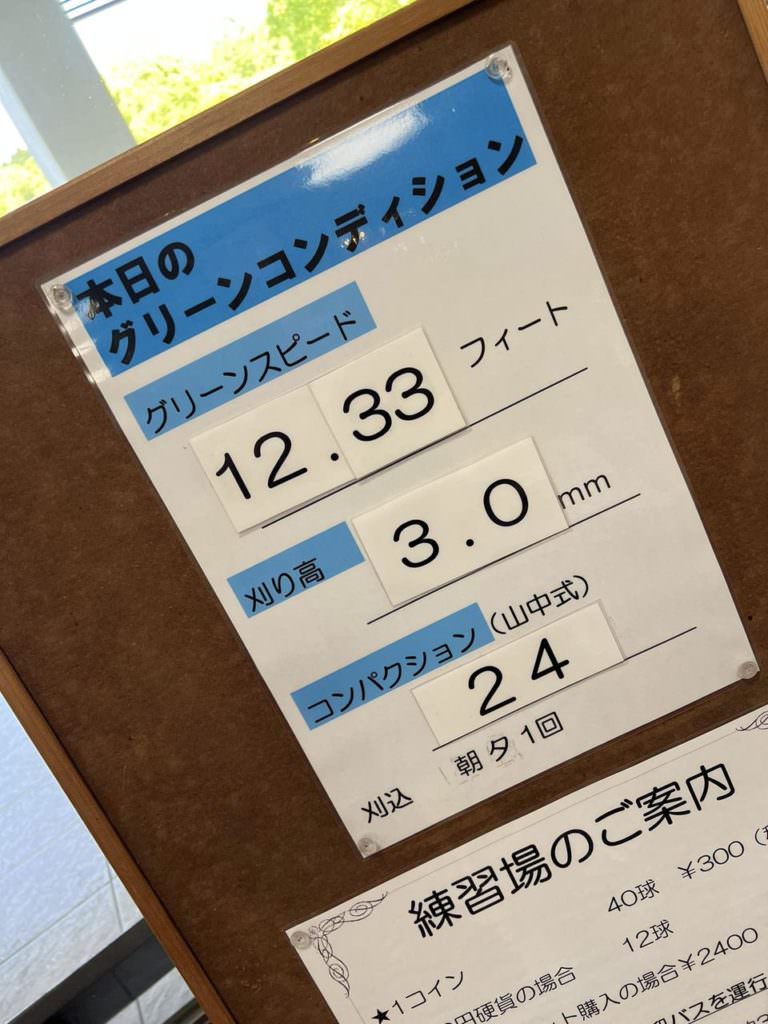 本日の
グリーンコンディション
グリーンスピード
12.33 フィート
刈り高 3.0 mm
コンパクション (山中式)
24
刈込 朝夕1回
練習場のご案内
40球 ¥300
12球
★1コイン
円硬貨の場合
ト購入の場合¥2400
バスを運行